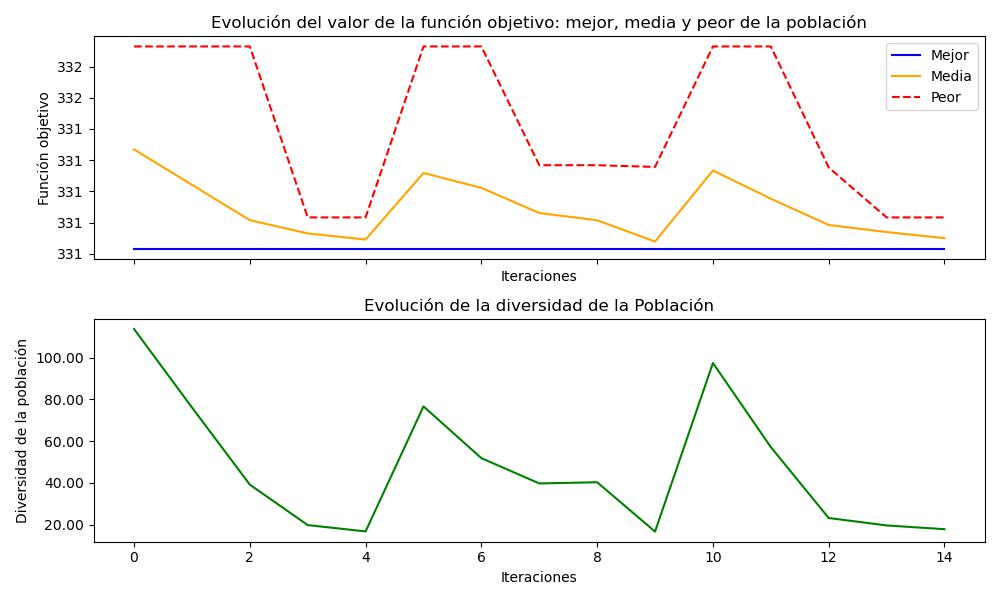 Evolución del valor de la función objetivo: mejor, media y peor de la población
Función objetivo
332
332
331
331
331
331
331
Mejor
Media
Peor
Iteraciones
Evolución de la diversidad de la Población
Diversidad de la población
100.00
80.00
60.00
40.00
20.00
0 2 4 6 8 10 12 14
Iteraciones